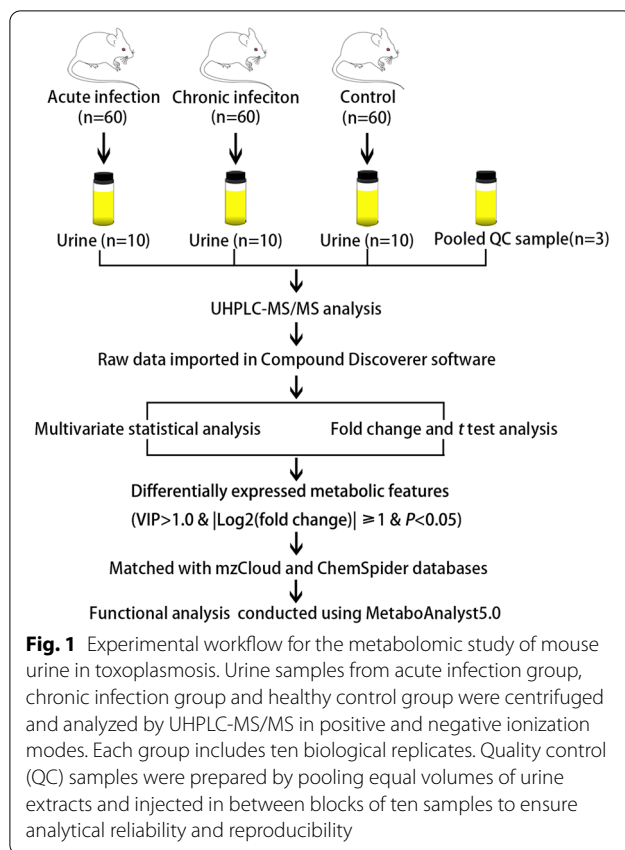 Acute infection Chronic infeciton Control
(n=60) (n=60) (n=60)
Urine (n=10) Urine (n=10) Urine (n=10) Pooled QC sample(n=3)
UHPLC-MS/MS analysis
Raw data imported in Compound Discoverer software
Multivariate statistical analysis Fold change and t test analysis
Differentially expressed metabolic features
(VIP>1.0 & |Log2(fold change)| ⩾1 & P<0.05)
Matched with mzCloud and ChemSpider databases
Functional analysis conducted using MetaboAnalyst5.0
Fig. 1 Experimental workflow for the metabolomic study of mouse
urine in toxoplasmosis. Urine samples from acute infection group,
chronic infection group and healthy control group were centrifuged
and analyzed by UHPLC-MS/MS in positive and negative ionization
modes. Each group includes ten biological replicates. Quality control
(QC) samples were prepared by pooling equal volumes of urine
extracts and injected in between blocks of ten samples to ensure
analytical reliability and reproducibility